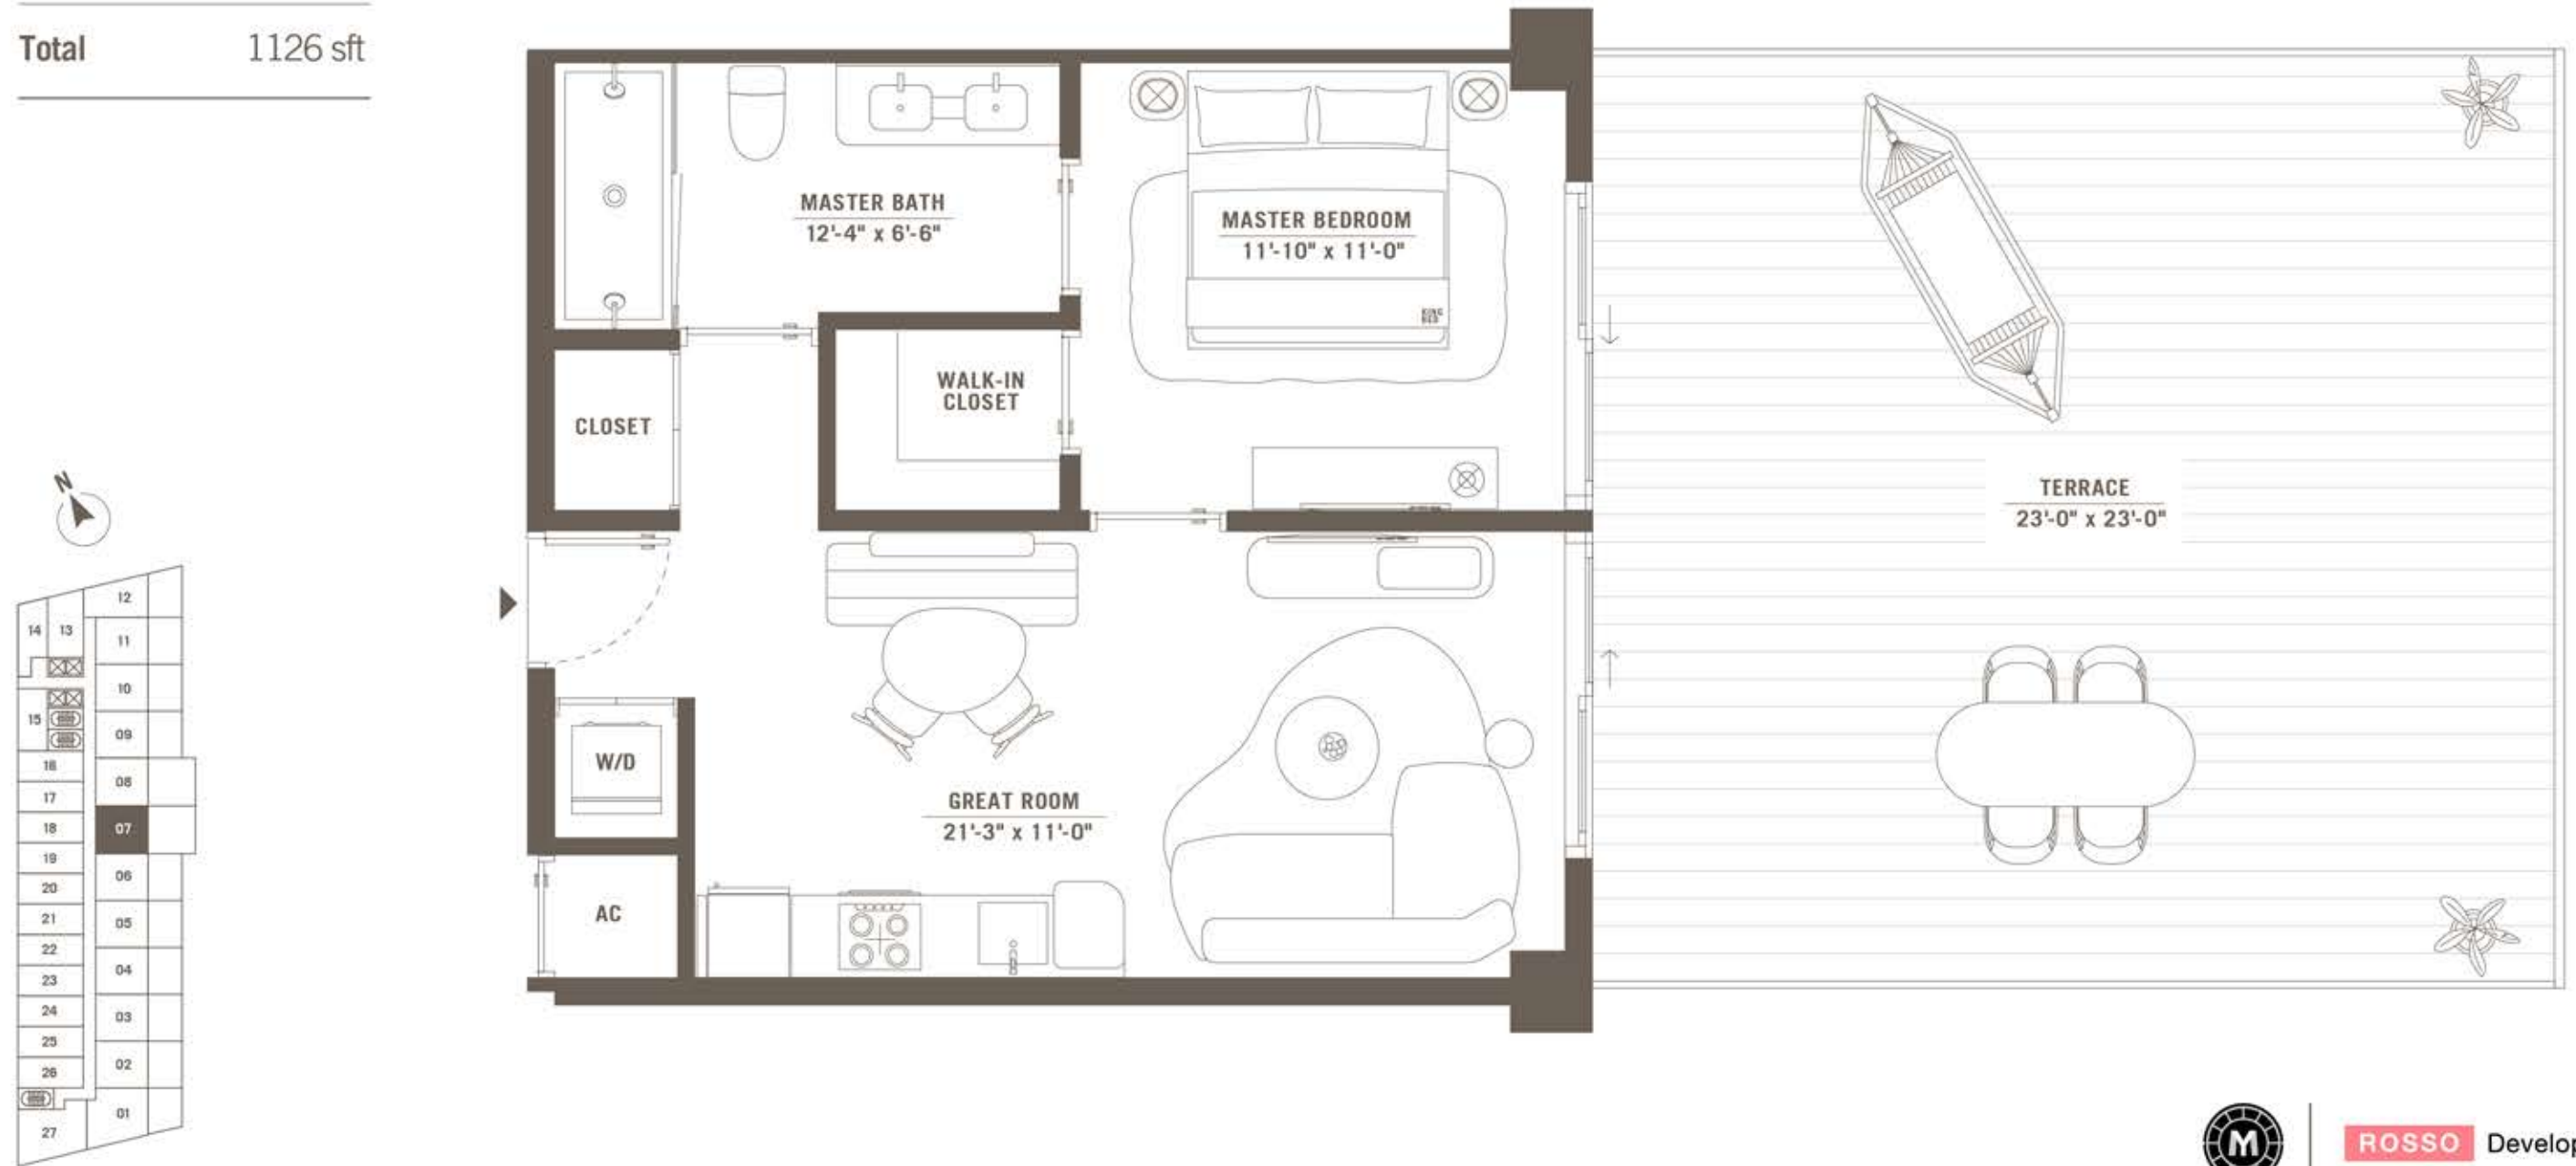 Total 1126 sft
MASTER BATH
12'-4" x 6'-6"
MASTER BEDROOM
11'-10" x 11'-0"
KING
BED
WALK-IN
CLOSET
CLOSET
TERRACE
23'-0" x 23'-0"
W/D
GREAT ROOM
21'-3" x 11'-0"
AC
N
12
14 13
11
10
15
09
16
08
17
18
07
19
06
20
21
05
22
04
23
24
03
25
02
26
01
27
M
ROSSO Develop